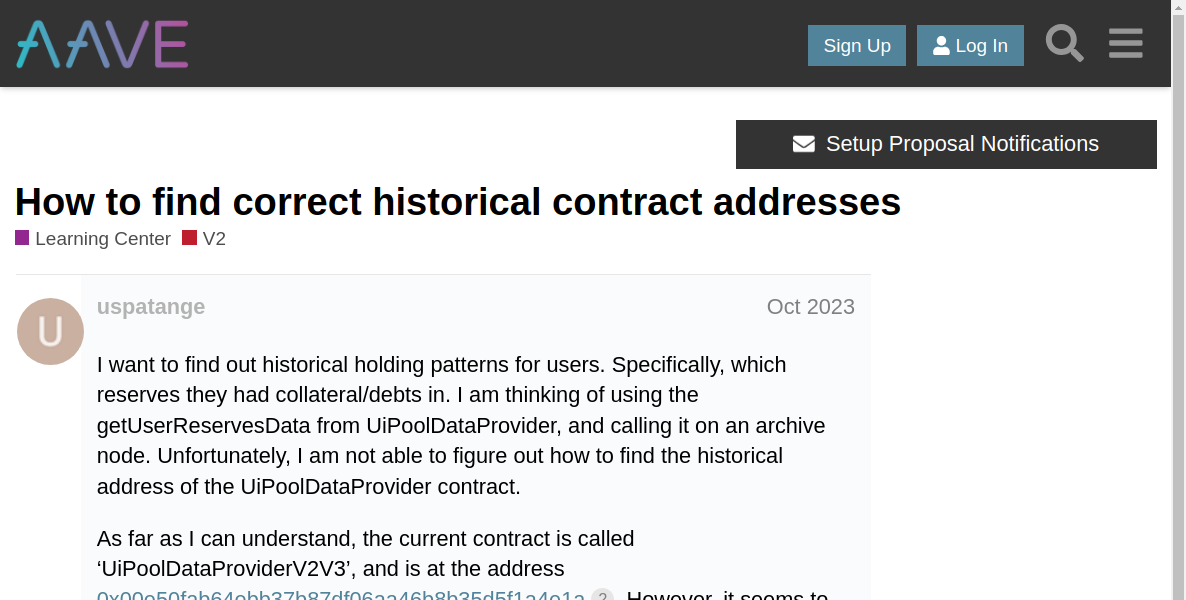 AAVE
Sign Up
Log In
Setup Proposal Notifications
How to find correct historical contract addresses
Learning Center V2
U
uspatange
Oct 2023
I want to find out historical holding patterns for users. Specifically, which
reserves they had collateral/debts in. I am thinking of using the
getUserReservesData from UiPoolDataProvider, and calling it on an archive
node. Unfortunately, I am not able to figure out how to find the historical
address of the UiPoolDataProvider contract.
As far as I can understand, the current contract is called
‘UiPoolDataProviderV2V3’, and is at the address
0x00e50fab64ebb37b87df06aa46b8b35d5f1a4e1a 2 . However, it seems to